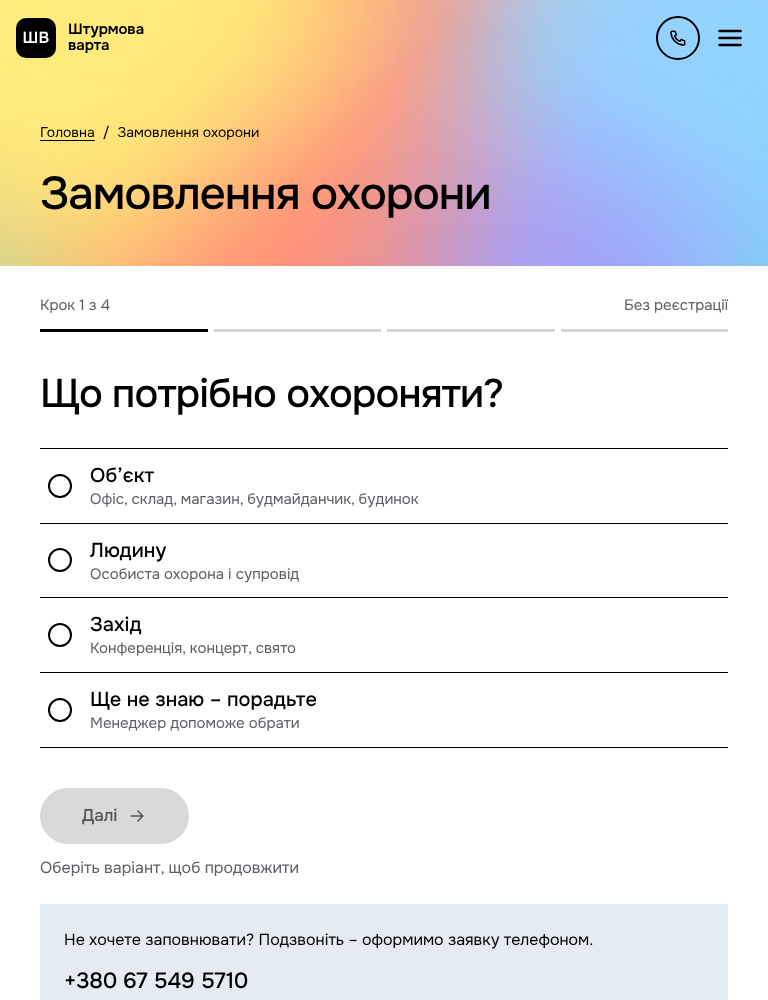 ШВ
Штурмова
варта
Головна / Замовлення охорони
Замовлення охорони
Крок 1 з 4
Без реєстрації
Що потрібно охороняти?
Об’єкт
Офіс, склад, магазин, будмайданчик, будинок
Людину
Особиста охорона і супровід
Захід
Конференція, концерт, свято
Ще не знаю – порадьте
Менеджер допоможе обрати
Далі →
Оберіть варіант, щоб продовжити
Не хочете заповнювати? Подзвоніть – оформимо заявку телефоном.
+380 67 549 5710